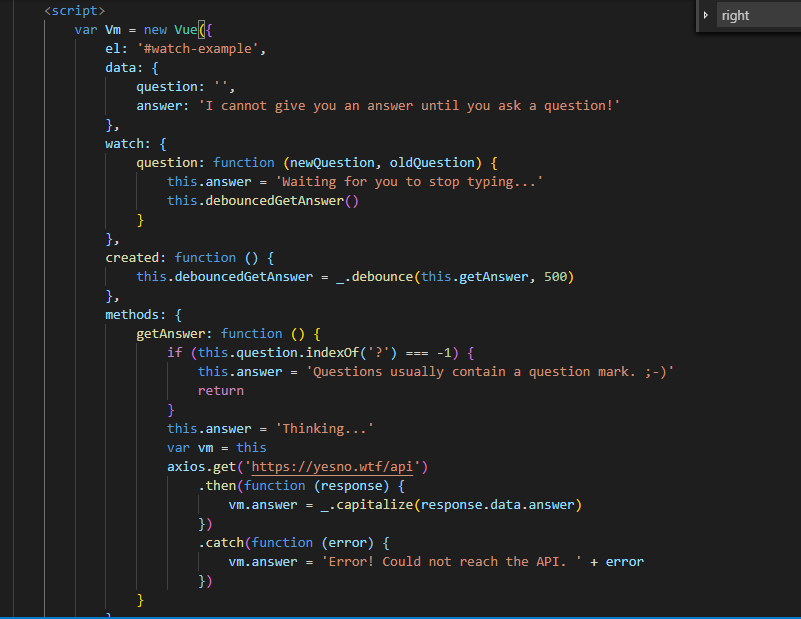 <script>
var Vm = new Vue({
el: '#watch-example',
data: {
question: '',
answer: 'I cannot give you an answer until you ask a question!'
},
watch: {
question: function (newQuestion, oldQuestion) {
this.answer = 'Waiting for you to stop typing...'
this.debouncedGetAnswer()
}
},
created: function () {
this.debouncedGetAnswer = _.debounce(this.getAnswer, 500)
},
methods: {
getAnswer: function () {
if (this.question.indexOf('?') === -1) {
this.answer = 'Questions usually contain a question mark. ;-)'
return
}
this.answer = 'Thinking...'
var vm = this
axios.get('https://yesno.wtf/api')
.then(function (response) {
vm.answer = _.capitalize(response.data.answer)
})
.catch(function (error) {
vm.answer = 'Error! Could not reach the API. ' + error
})
}
right